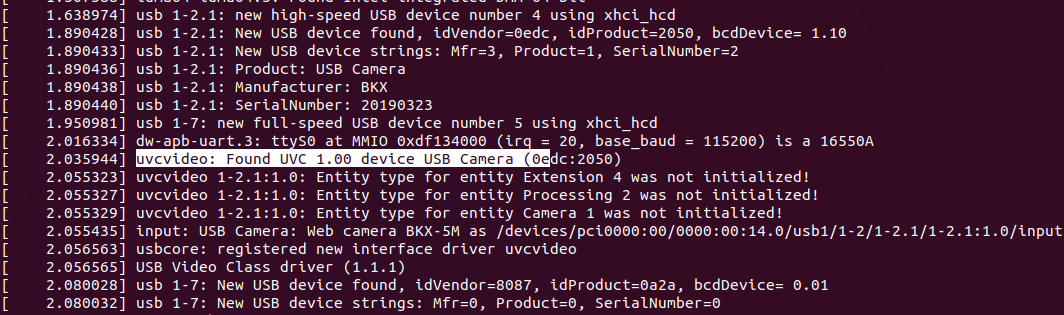 [    1.638974] usb 1-2.1: new high-speed USB device number 4 using xhci_hcd
[    1.890428] usb 1-2.1: New USB device found, idVendor=0edc, idProduct=2050, bcdDevice= 1.10
[    1.890433] usb 1-2.1: New USB device strings: Mfr=3, Product=1, SerialNumber=2
[    1.890436] usb 1-2.1: Product: USB Camera
[    1.890438] usb 1-2.1: Manufacturer: BKX
[    1.890440] usb 1-2.1: SerialNumber: 20190323
[    1.950981] usb 1-7: new full-speed USB device number 5 using xhci_hcd
[    2.016334] dw-apb-uart.3: ttyS0 at MMIO 0xdf134000 (irq = 20, base_baud = 115200) is a 16550A
[    2.035944] uvcvideo: Found UVC 1.00 device USB Camera (0edc:2050)
[    2.055323] uvcvideo 1-2.1:1.0: Entity type for entity Extension 4 was not initialized!
[    2.055327] uvcvideo 1-2.1:1.0: Entity type for entity Processing 2 was not initialized!
[    2.055329] uvcvideo 1-2.1:1.0: Entity type for entity Camera 1 was not initialized!
[    2.055435] input: USB Camera: Web camera BKX-5M as /devices/pci0000:00/0000:00:14.0/usb1/1-2/1-2.1/1-2.1:1.0/input
[    2.056563] usbcore: registered new interface driver uvcvideo
[    2.056565] USB Video Class driver (1.1.1)
[    2.080028] usb 1-7: New USB device found, idVendor=8087, idProduct=0a2a, bcdDevice= 0.01
[    2.080032] usb 1-7: New USB device strings: Mfr=0, Product=0, SerialNumber=0